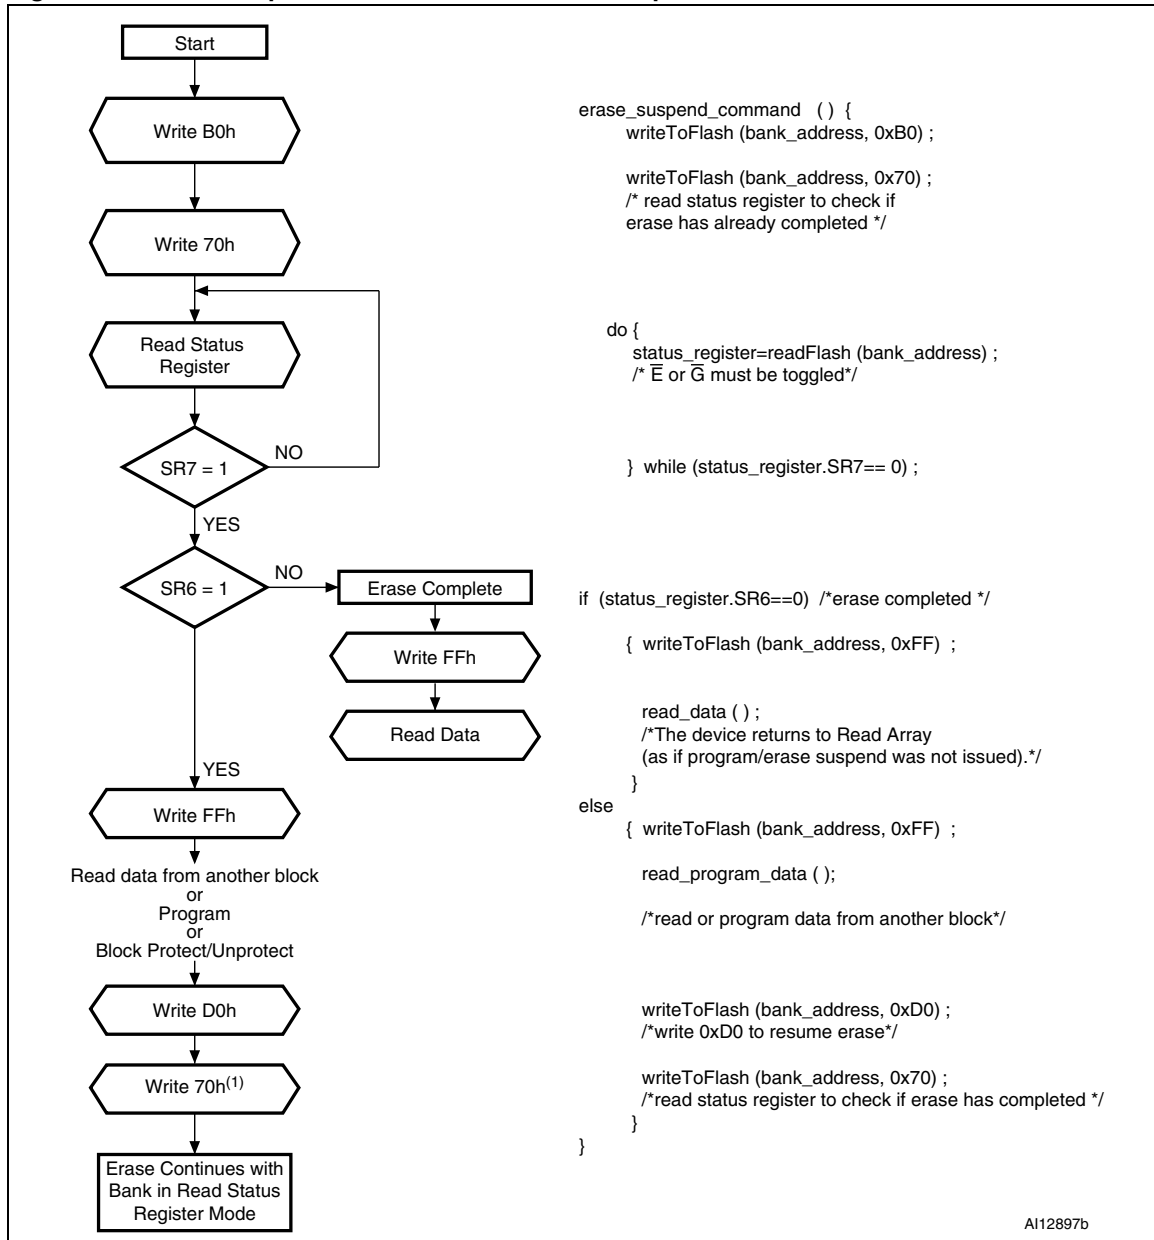 Start
Write B0h
Write 70h
Read Status
Register
SR7 = 1
NO
YES
SR6 = 1
NO
Erase Complete
Write FFh
Read Data
YES
Write FFh
Read data from another block
or
Program
or
Block Protect/Unprotect
Write D0h
Write 70h(1)
Erase Continues with
Bank in Read Status
Register Mode
erase_suspend_command ( ) {
writeToFlash (bank_address, 0xB0) ;
writeToFlash (bank_address, 0x70) ;
/* read status register to check if
erase has already completed */
do {
status_register=readFlash (bank_address) ;
/* E̅ or G̅ must be toggled*/
} while (status_register.SR7== 0) ;
if (status_register.SR6==0) /*erase completed */
{ writeToFlash (bank_address, 0xFF) ;
read_data ( ) ;
/*The device returns to Read Array
(as if program/erase suspend was not issued).*/
}
else
{ writeToFlash (bank_address, 0xFF) ;
read_program_data ( );
/*read or program data from another block*/
writeToFlash (bank_address, 0xD0) ;
/*write 0xD0 to resume erase*/
writeToFlash (bank_address, 0x70) ;
/*read status register to check if erase has completed */
}
}
AI12897b